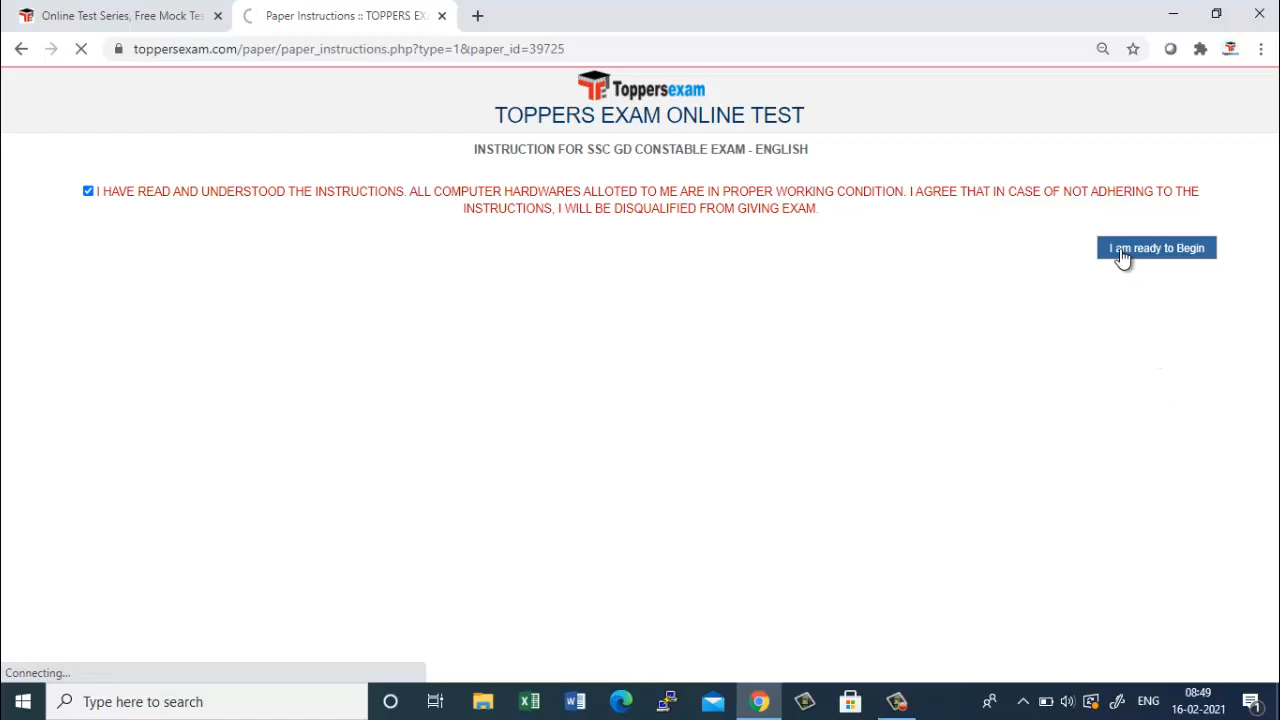 Online Test Series, Free Mock Tes
Paper Instructions :: TOPPERS EX
toppersexam.com/paper/paper_instructions.php?type=1&paper_id=39725
Toppersexam
TOPPERS EXAM ONLINE TEST
INSTRUCTION FOR SSC GD CONSTABLE EXAM - ENGLISH
I HAVE READ AND UNDERSTOOD THE INSTRUCTIONS. ALL COMPUTER HARDWARES ALLOTED TO ME ARE IN PROPER WORKING CONDITION. I AGREE THAT IN CASE OF NOT ADHERING TO THE
INSTRUCTIONS, I WILL BE DISQUALIFIED FROM GIVING EXAM.
I am ready to Begin
Connecting...
Type here to search
ENG
08:49
16-02-2021
1